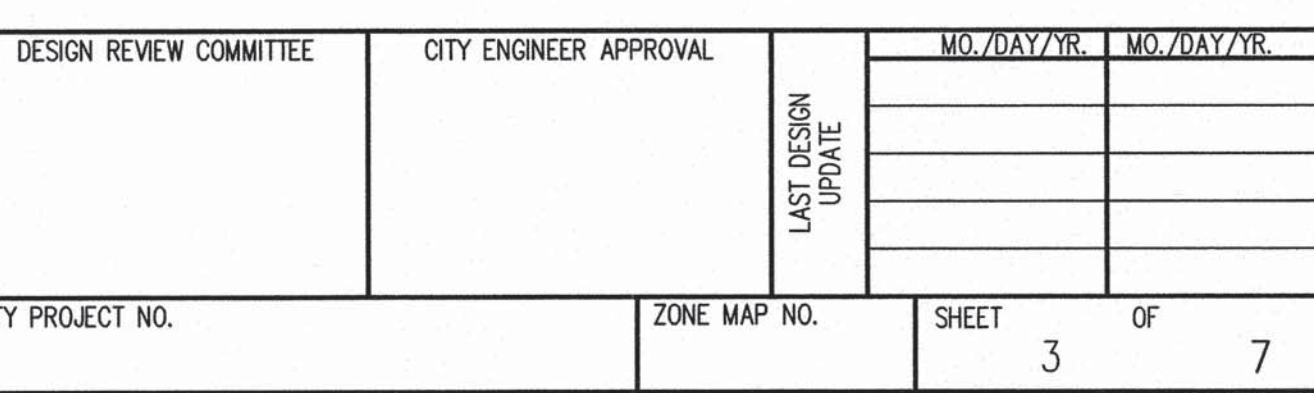 DESIGN REVIEW COMMITTEE
CITY ENGINEER APPROVAL
LAST DESIGN
UPDATE
MO./DAY/YR.
MO./DAY/YR.
TY PROJECT NO.
ZONE MAP NO.
SHEET 3 OF 7